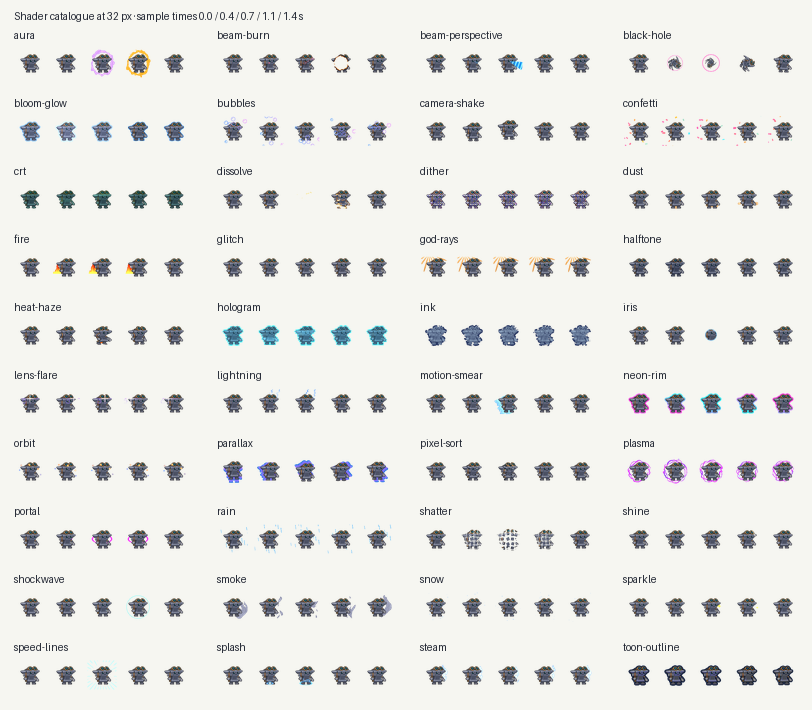 Shader catalogue at 32 px · sample times 0.0 / 0.4 / 0.7 / 1.1 / 1.4 s
aura beam-burn beam-perspective black-hole
bloom-glow bubbles camera-shake confetti
crt dissolve dither dust
fire glitch god-rays halftone
heat-haze hologram ink iris
lens-flare lightning motion-smear neon-rim
orbit parallax pixel-sort plasma
portal rain shatter shine
shockwave smoke snow sparkle
speed-lines splash steam toon-outline